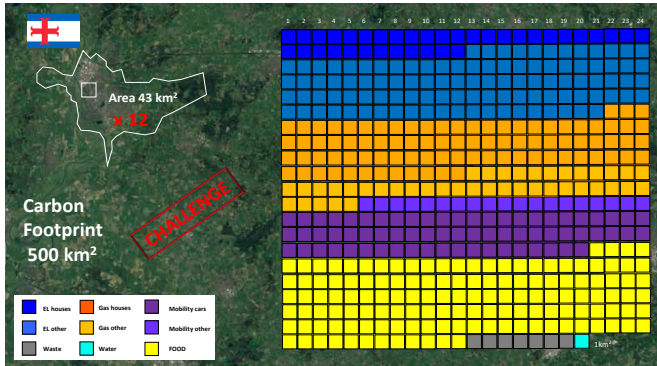 1 2 3 4 5 6 7 8 9 10 11 12 13 14 15 16 17 18 19 20 21 22 23 24
Area 43 km²
x 12
CHALLENGE
Carbon
Footprint
500 km²
EL houses
Gas houses
Mobility cars
EL other
Gas other
Mobility other
Waste
Water
FOOD
1km²